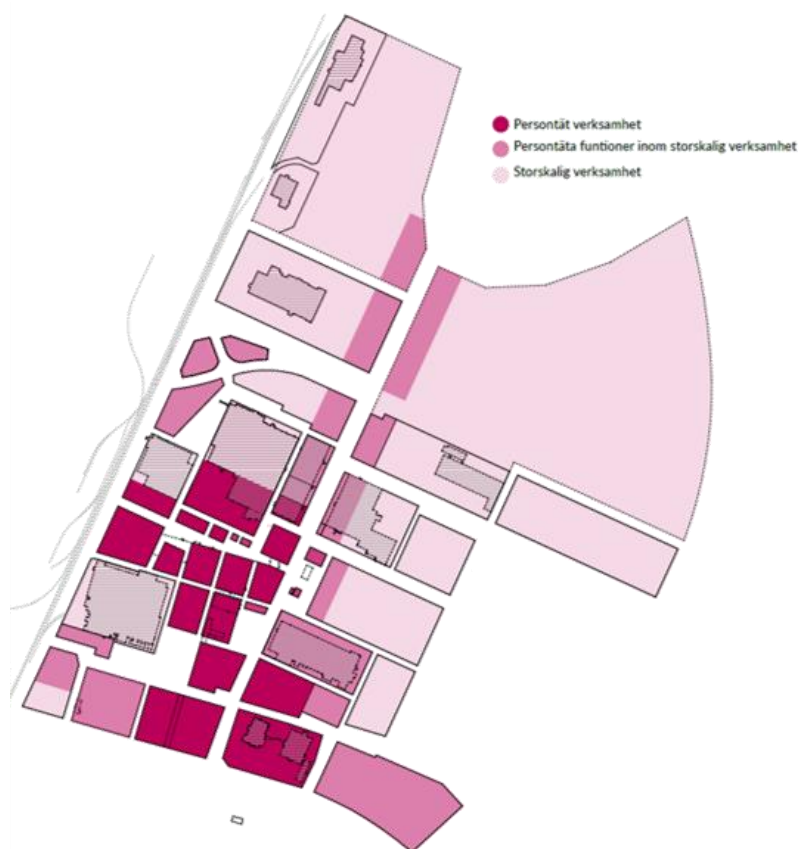 Persontät verksamhet
Persontäta funtioner inom storskalig verksamhet
Storskalig verksamhet